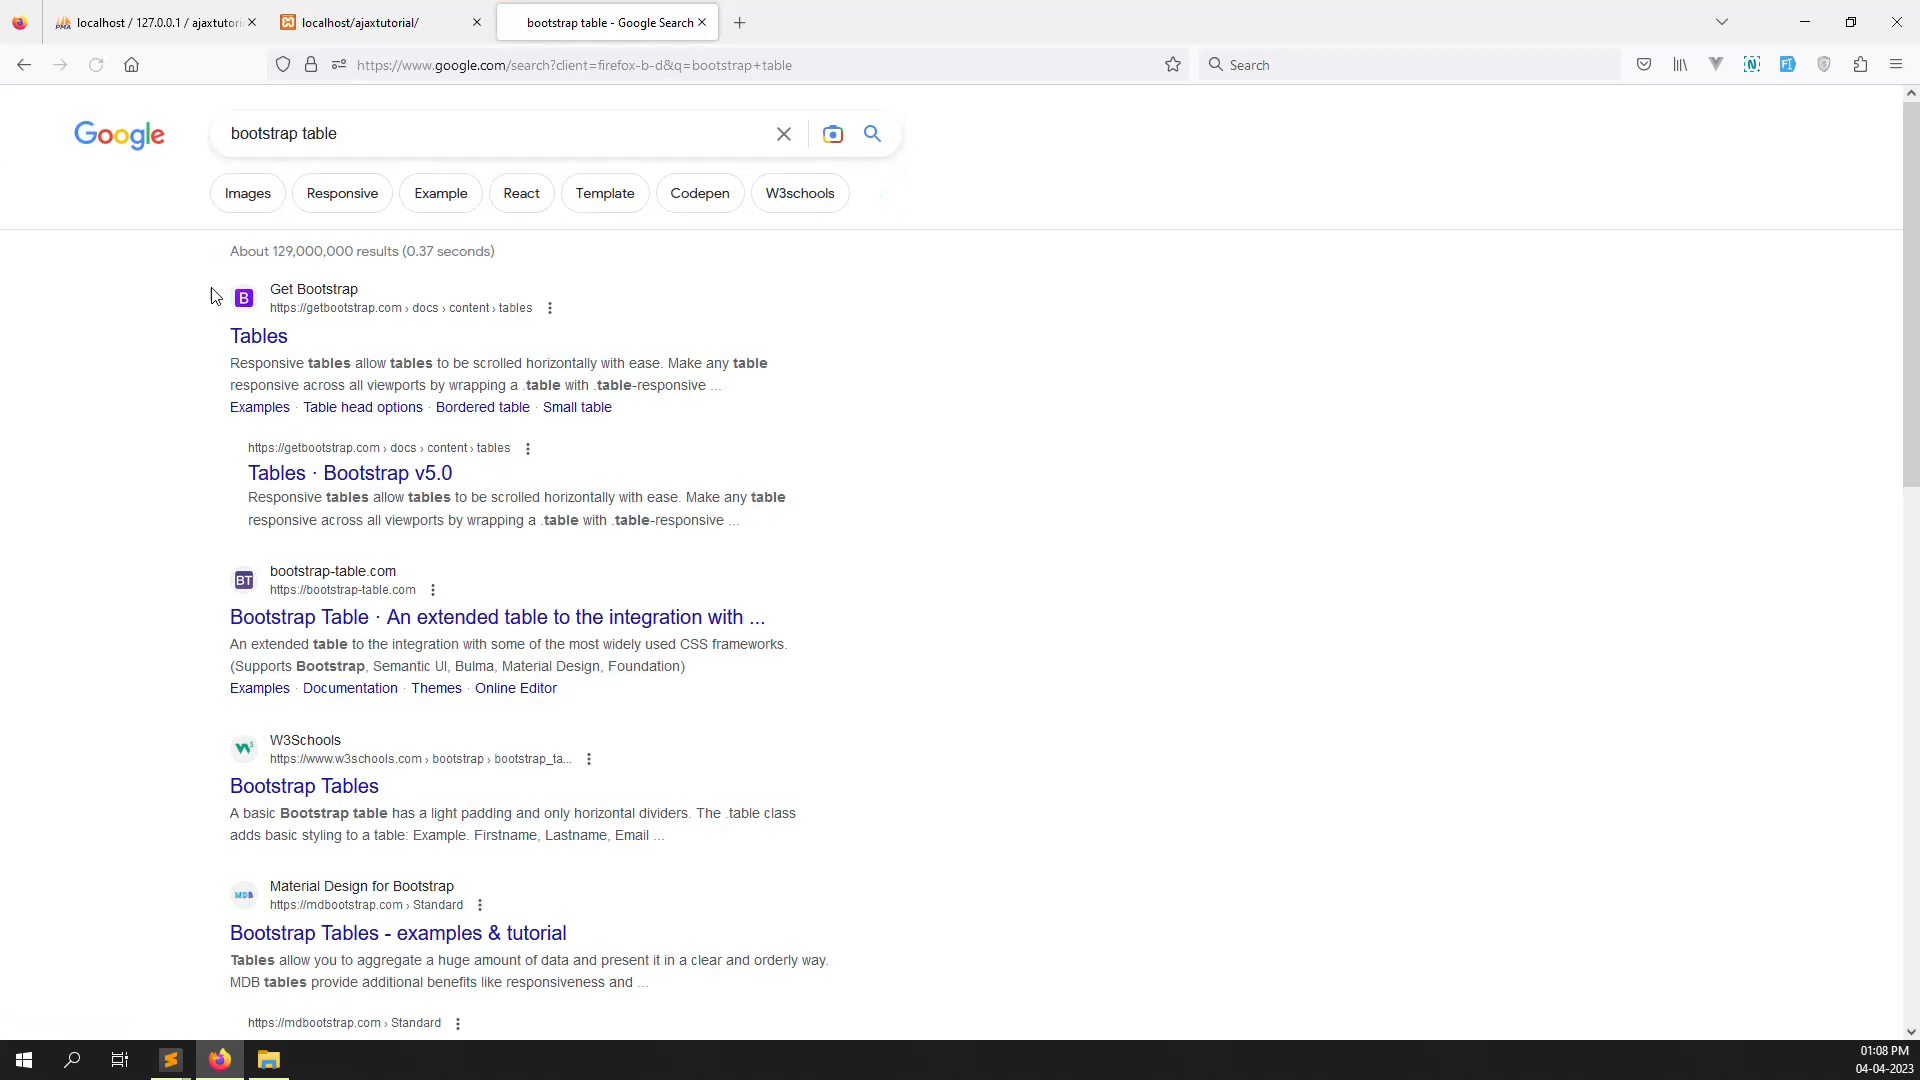 localhost / 127.0.0.1 / ajaxtutori
localhost/ajaxtutorial/
bootstrap table - Google Search
https://www.google.com/search?client=firefox-b-d&q=bootstrap+table
Search
Google
bootstrap table
Images
Responsive
Example
React
Template
Codepen
W3schools
About 129,000,000 results (0.37 seconds)
B
Get Bootstrap
https://getbootstrap.com › docs › content › tables
Tables
Responsive tables allow tables to be scrolled horizontally with ease. Make any table
responsive across all viewports by wrapping a .table with .table-responsive ...
Examples · Table head options · Bordered table · Small table
https://getbootstrap.com › docs › content › tables
Tables · Bootstrap v5.0
Responsive tables allow tables to be scrolled horizontally with ease. Make any table
responsive across all viewports by wrapping a .table with .table-responsive ...
BT
bootstrap-table.com
https://bootstrap-table.com
Bootstrap Table · An extended table to the integration with ...
An extended table to the integration with some of the most widely used CSS frameworks.
(Supports Bootstrap, Semantic UI, Bulma, Material Design, Foundation)
Examples · Documentation · Themes · Online Editor
W3Schools
https://www.w3schools.com › bootstrap › bootstrap_ta...
Bootstrap Tables
A basic Bootstrap table has a light padding and only horizontal dividers. The .table class
adds basic styling to a table: Example. Firstname, Lastname, Email ...
MDB
Material Design for Bootstrap
https://mdbootstrap.com › Standard
Bootstrap Tables - examples & tutorial
Tables allow you to aggregate a huge amount of data and present it in a clear and orderly way.
MDB tables provide additional benefits like responsiveness and ...
https://mdbootstrap.com › Standard
01:08 PM
04-04-2023